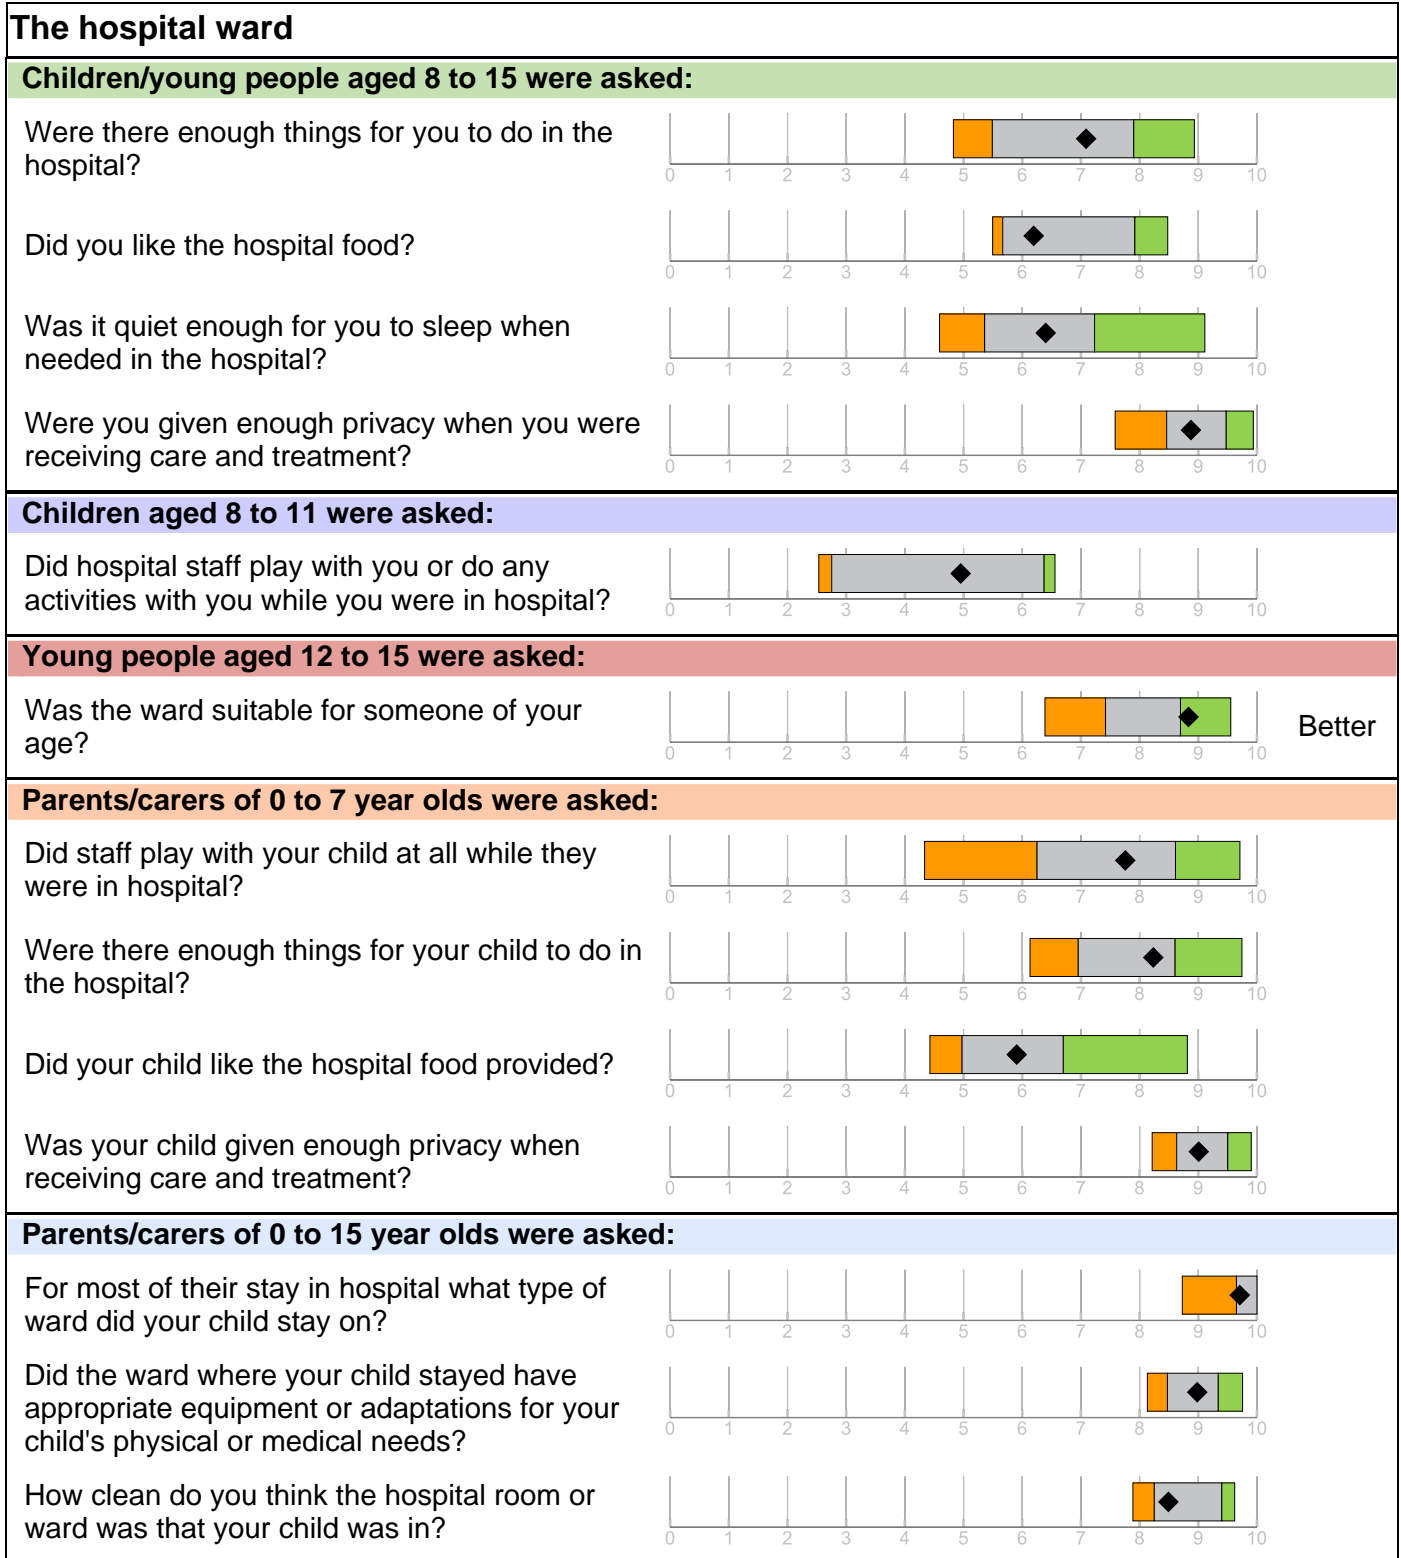 The hospital ward
Children/young people aged 8 to 15 were asked:
Were there enough things for you to do in the
hospital?
0 1 2 3 4 5 6 7 8 9 10
Did you like the hospital food?
0 1 2 3 4 5 6 7 8 9 10
Was it quiet enough for you to sleep when
needed in the hospital?
0 1 2 3 4 5 6 7 8 9 10
Were you given enough privacy when you were
receiving care and treatment?
0 1 2 3 4 5 6 7 8 9 10
Children aged 8 to 11 were asked:
Did hospital staff play with you or do any
activities with you while you were in hospital?
0 1 2 3 4 5 6 7 8 9 10
Young people aged 12 to 15 were asked:
Was the ward suitable for someone of your
age?
Better
0 1 2 3 4 5 6 7 8 9 10
Parents/carers of 0 to 7 year olds were asked:
Did staff play with your child at all while they
were in hospital?
0 1 2 3 4 5 6 7 8 9 10
Were there enough things for your child to do in
the hospital?
0 1 2 3 4 5 6 7 8 9 10
Did your child like the hospital food provided?
0 1 2 3 4 5 6 7 8 9 10
Was your child given enough privacy when
receiving care and treatment?
0 1 2 3 4 5 6 7 8 9 10
Parents/carers of 0 to 15 year olds were asked:
For most of their stay in hospital what type of
ward did your child stay on?
0 1 2 3 4 5 6 7 8 9 10
Did the ward where your child stayed have
appropriate equipment or adaptations for your
child's physical or medical needs?
0 1 2 3 4 5 6 7 8 9 10
How clean do you think the hospital room or
ward was that your child was in?
0 1 2 3 4 5 6 7 8 9 10